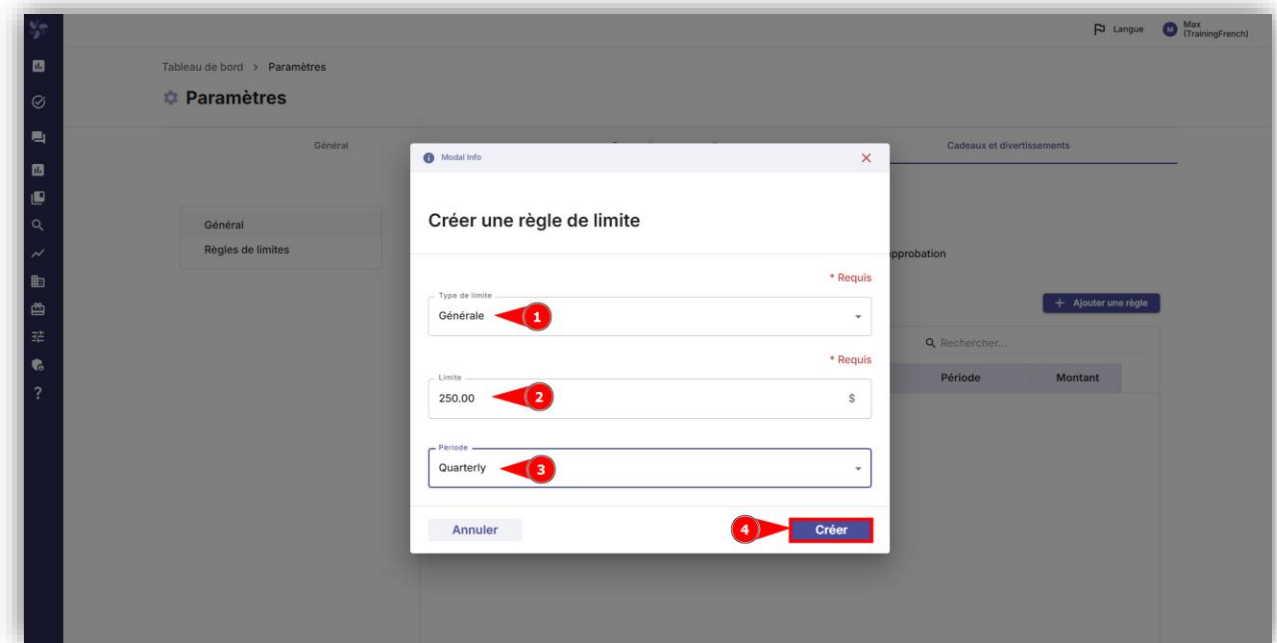 Langue
M
Max
(TrainingFrench)
Tableau de bord > Paramètres
Paramètres
Général
Cadeaux et divertissements
Modal Info
Général
Règles de limites
Créer une règle de limite
pprobation
* Requis
Type de limite
Générale
1
+ Ajouter une règle
* Requis
Rechercher...
Limite
250.00
2
$
Période
Montant
Période
Quarterly
3
Annuler
4
Créer
?